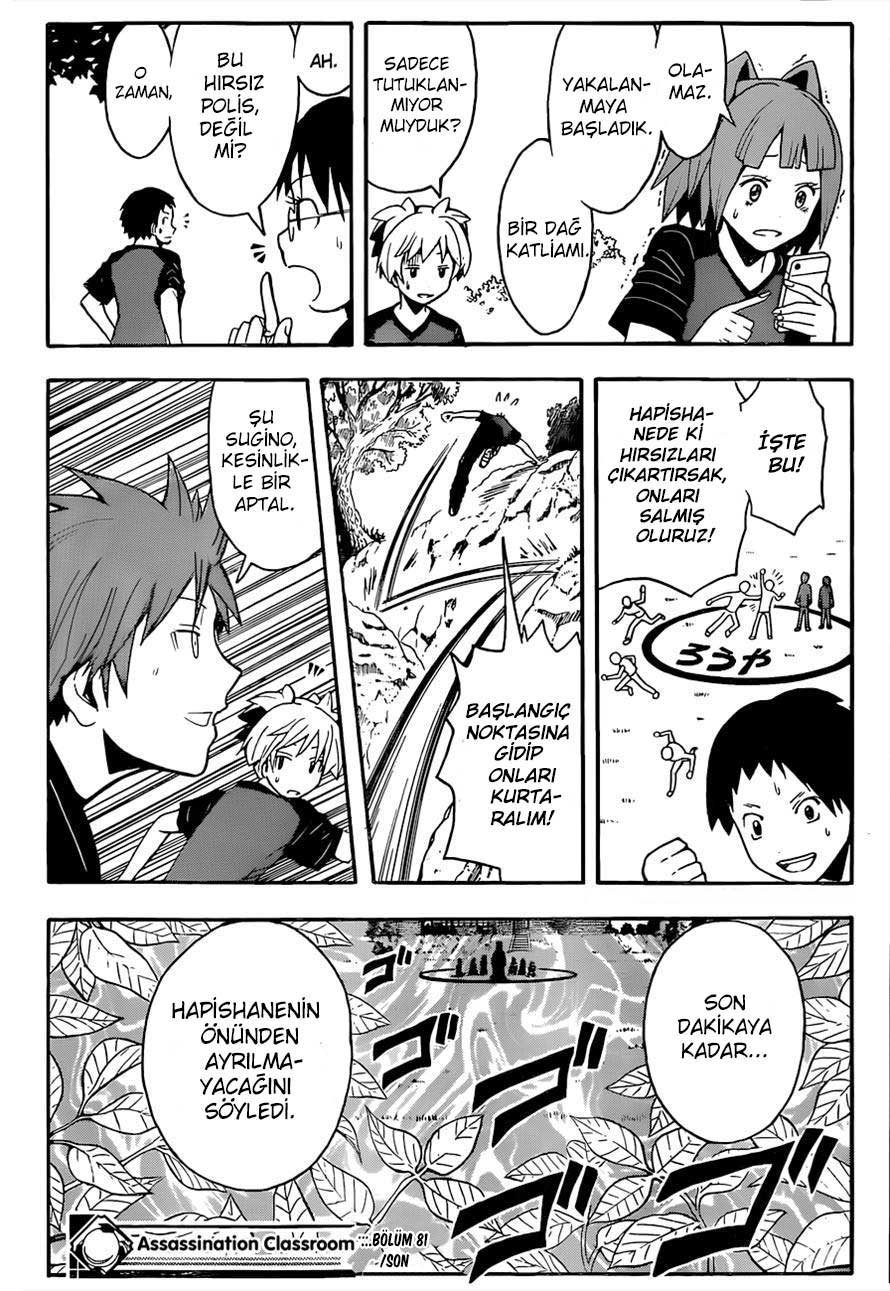 OLA-
MAZ.
YAKALAN-
MAYA
BAŞLADIK.
BİR DAĞ
KATLİAMI.
SADECE
TUTUKLAN-
MIYOR
MUYDUK?
AH.
BU
HIRSIZ
POLİS,
DEĞİL
Mİ?
O
ZAMAN,
İŞTE
BU!
HAPİSHA-
NEDE Kİ
HIRSIZLARI
ÇIKARTIRSAK,
ONLARI
SALMIŞ
OLURUZ!
ろうや
BAŞLANGIÇ
NOKTASINA
GİDİP
ONLARI
KURTA-
RALIM!
ŞU
SUGINO,
KESİNLİK-
LE BİR
APTAL.
SON
DAKİKAYA
KADAR...
HAPİSHANENİN
ÖNÜNDEN
AYRILMA-
YACAĞINI
SÖYLEDİ.
ゴゴゴゴゴ
Assassination Classroom
...BÖLÜM 81
/SON